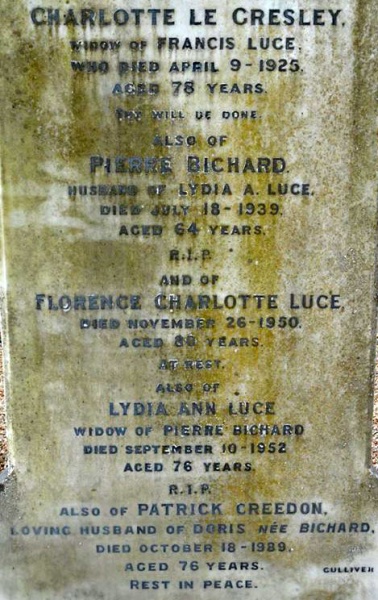 CHARLOTTE LE GRESLEY,
WIDOW OF FRANCIS LUCE.
WHO DIED APRIL 9-1925.
AGED 78 YEARS.
THY WILL BE DONE.
ALSO OF
PIERRE BICHARD.
HUSBAND OF LYDIA A. LUCE.
DIED JULY 18-1939.
AGED 64 YEARS.
R.I.P.
AND OF
FLORENCE CHARLOTTE LUCE,
DIED NOVEMBER 26-1950.
AGED YEARS.
AT REST.
ALSO OF
LYDIA ANN LUCE
WIDOW OF PIERRE BICHARD
DIED SEPTEMBER 10-1952
AGED 76 YEARS.
R.I.P.
ALSO OF PATRICK CREEDON,
LOVING HUSBAND OF DORIS NÉE BICHARD,
DIED OCTOBER 18-1989.
AGED 76 YEARS.
GULLIVER
REST IN PEACE.